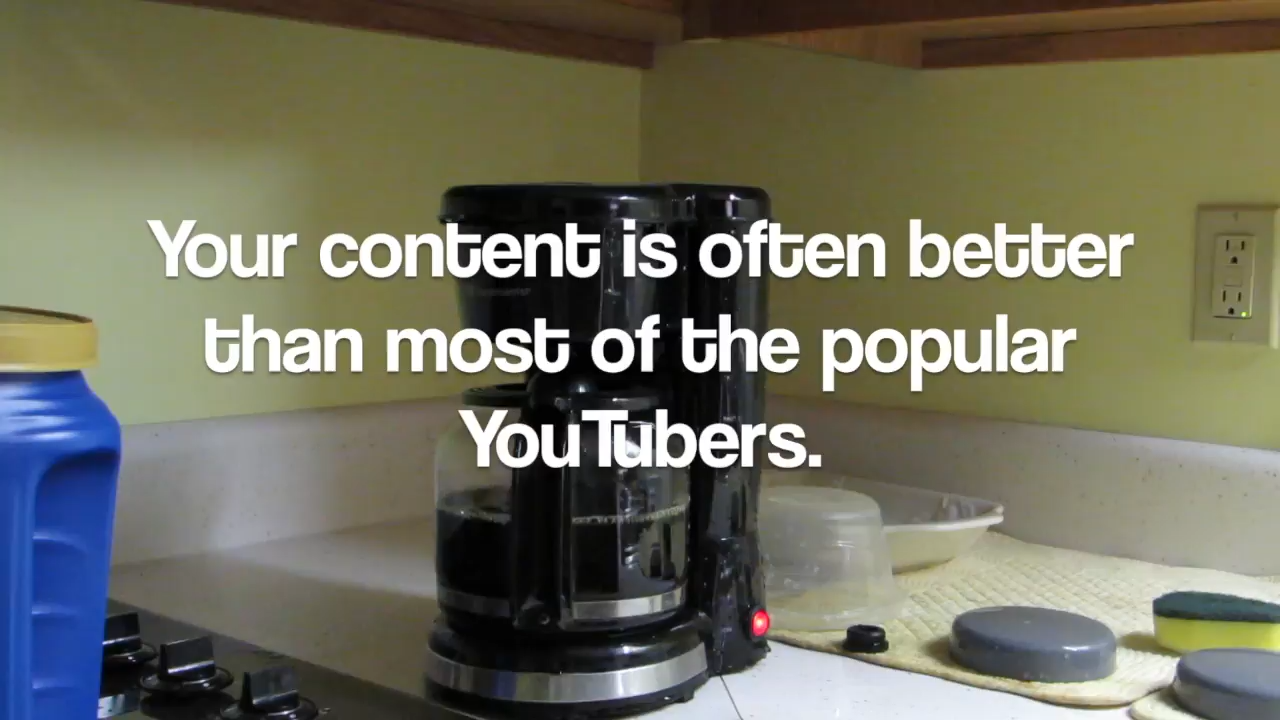 Your content is often better
than most of the popular
YouTubers.